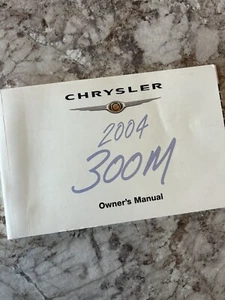 CHRYSLER
2004
300M
Owner's Manual